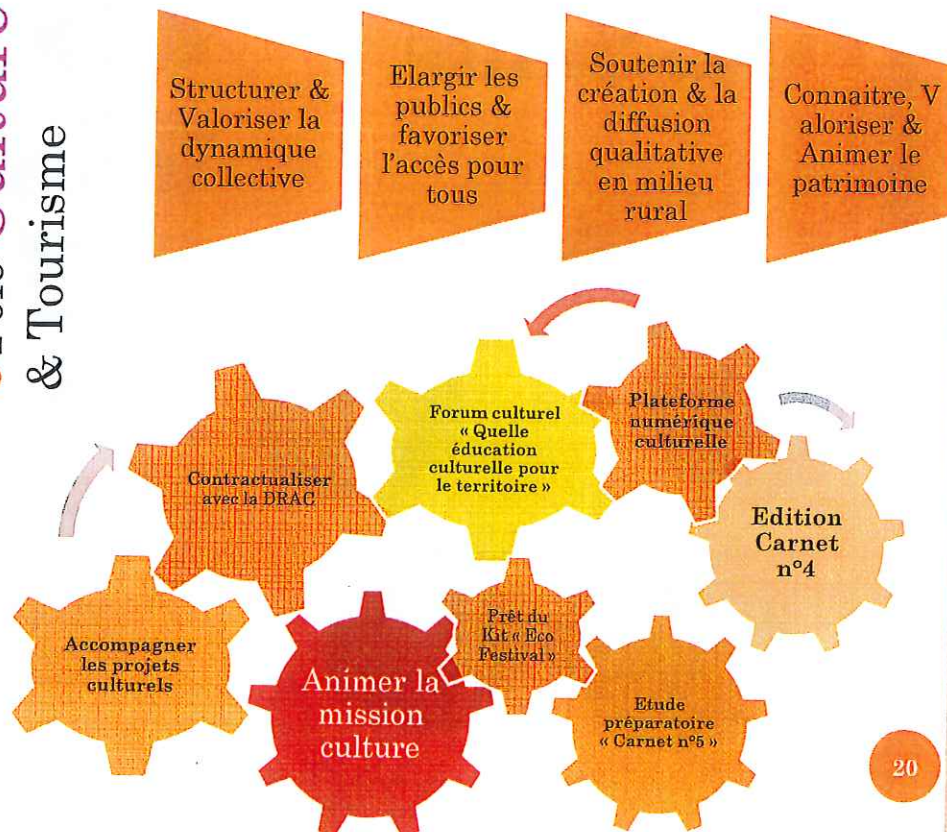 & Tourisme
Structurer &
Valoriser la
dynamique
collective
Elargir les
publics &
favoriser
l'accès pour
tous
Soutenir la
création & la
diffusion
qualitative
en milieu
rural
Connaitre, V
aloriser &
Animer le
patrimoine
Contractualiser
avec la DRAC
Forum culturel
« Quelle
éducation
culturelle pour
le territoire »
Plateforme
numérique
culturelle
Edition
Carnet
n°4
Accompagner
les projets
culturels
Animer la
mission
culture
Prêt du
Kit « Eco
Festival »
Etude
préparatoire
« Carnet n°5 »
20